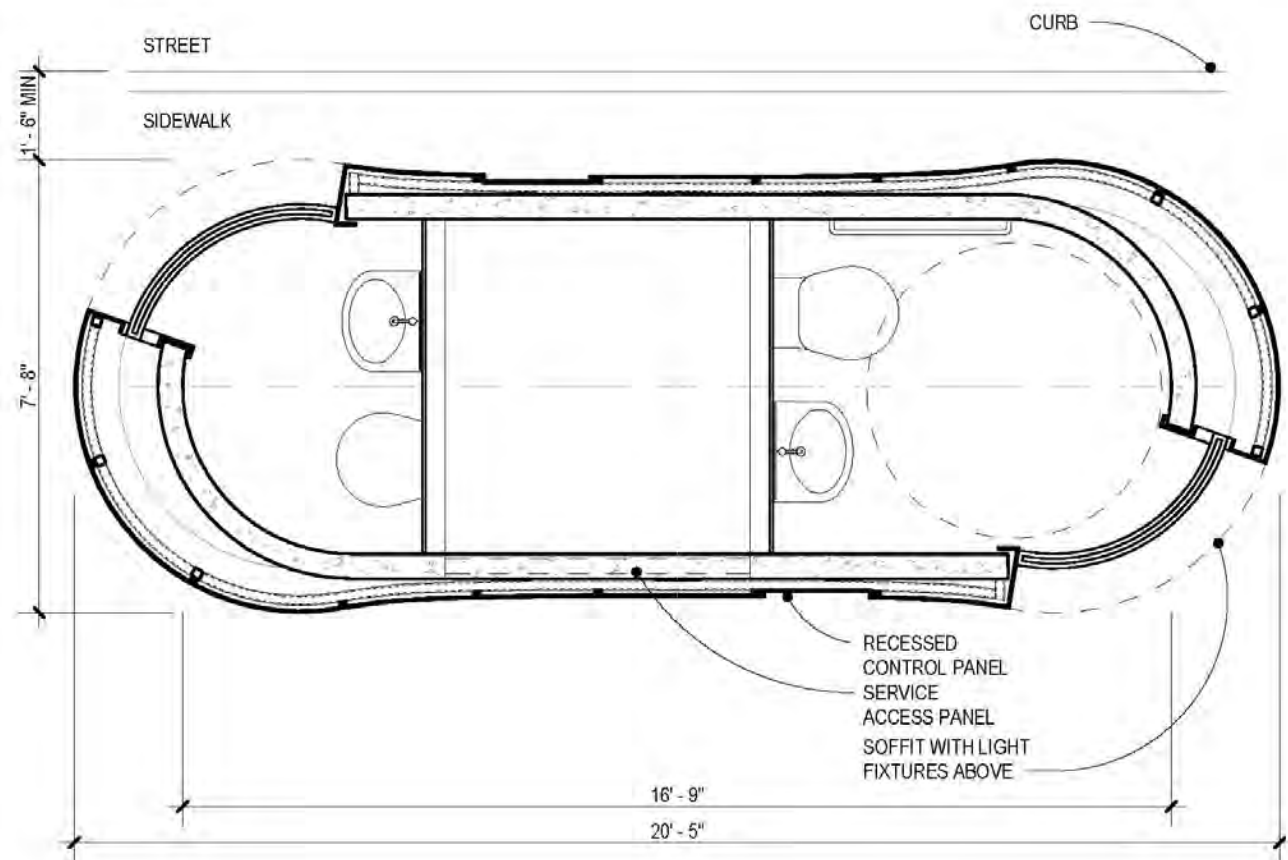 CURB
STREET
1' - 6" MIN
SIDEWALK
7' - 8"
RECESSED
CONTROL PANEL
SERVICE
ACCESS PANEL
SOFFIT WITH LIGHT
FIXTURES ABOVE
16' - 9"
20' - 5"